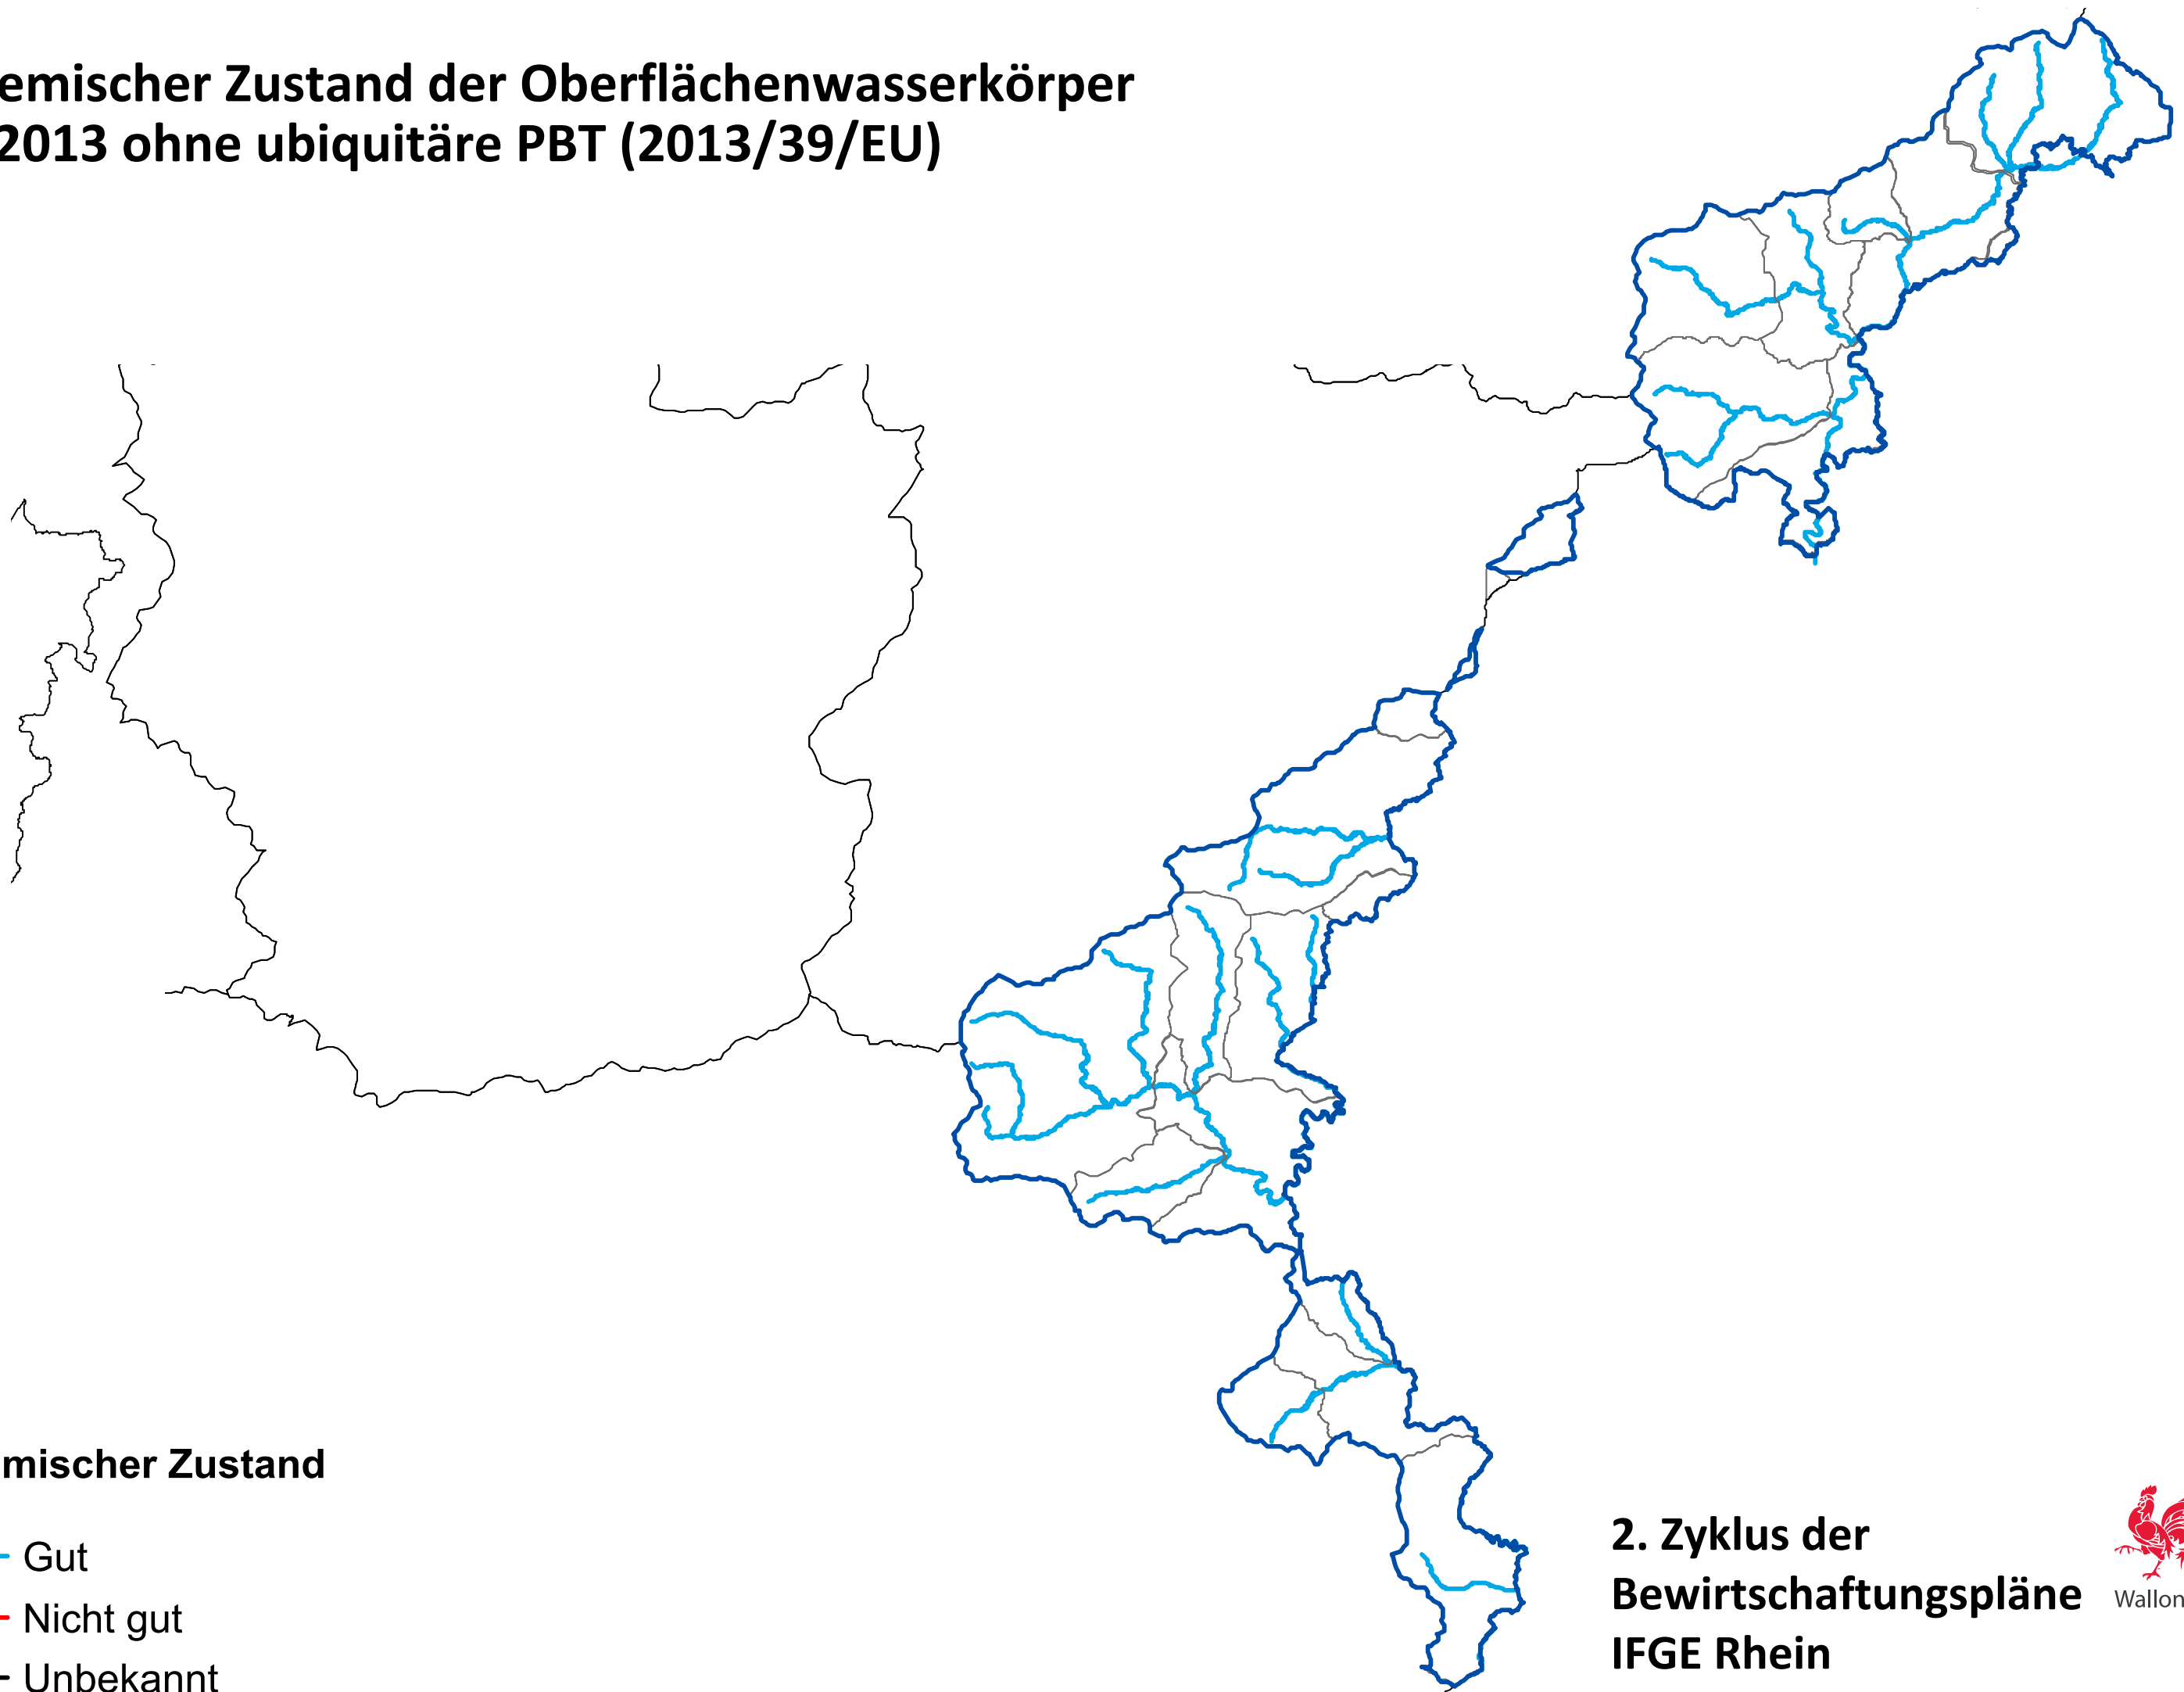 emischer Zustand der Oberflächenwasserkörper
2013 ohne ubiquitäre PBT (2013/39/EU)
mischer Zustand
Gut
Nicht gut
Unbekannt
2. Zyklus der
Bewirtschaftungspläne
IFGE Rhein
Wallon